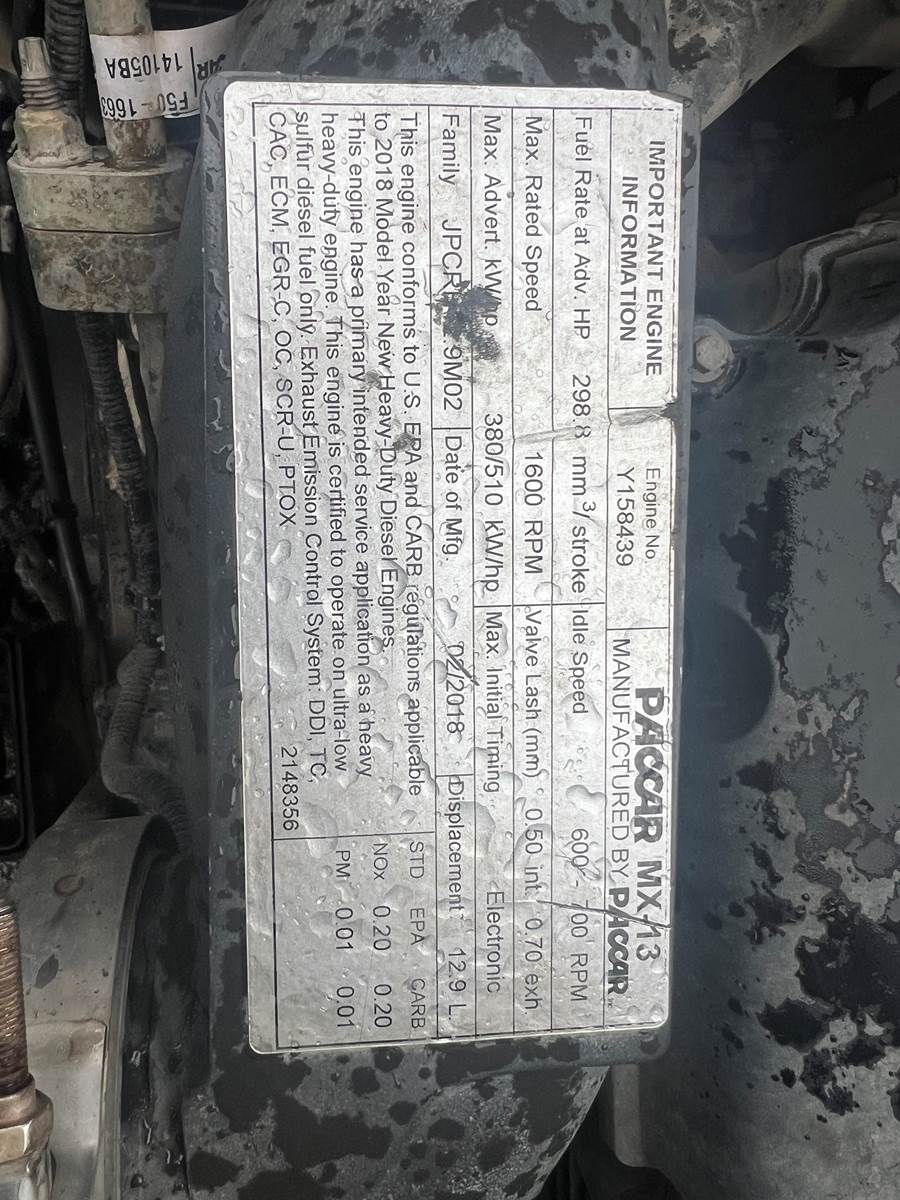 IMPORTANT ENGINE INFORMATION
Engine No.
Y158439
PACCAR MX-13
MANUFACTURED BY PACCAR
Fuel Rate at Adv. HP 298.8 mm³/stroke Idle Speed 600 - 700 RPM
Max. Rated Speed 1600 RPM Valve Lash (mm) 0.50 int. 0.70 exh.
Max. Advert. kW/hp 380/510 kW/hp Max. Initial Timing Electronic
Family 9M02 Date of Mfg. /2018 Displacement 12.9 L
This engine conforms to U.S. EPA and CARB regulations applicable
to 2018 Model Year New Heavy-Duty Diesel Engines.
This engine has a primary intended service application as a heavy
heavy-duty engine. This engine is certified to operate on ultra-low
sulfur diesel fuel only. Exhaust Emission Control System: DDI, TC,
CAC, ECM, EGR-C, OC, SCR-U, PTOX 2148356
STD EPA CARB
NOx 0.20 0.20
PM 0.01 0.01
14105BA
1663